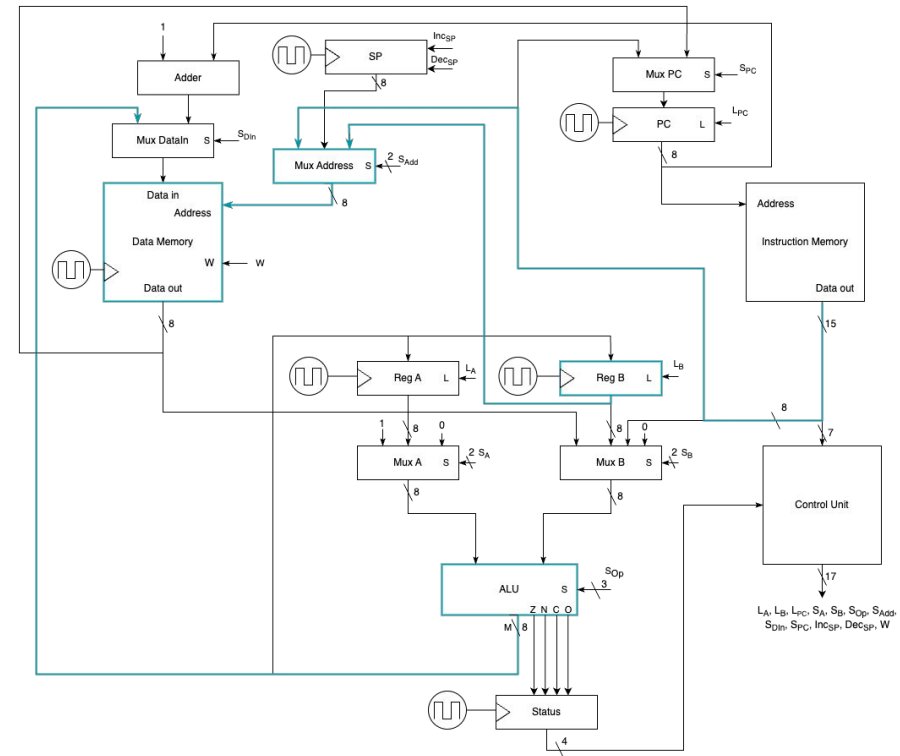 1
Adder
SP
Inc_SP
Dec_SP
8
Mux PC S
S_PC
PC L
L_PC
8
Mux DataIn S
S_DIn
Mux Address S
2 S_Add
8
Data in
Address
Data Memory
W W
Data out
8
Address
Instruction Memory
Data out
15
Reg A L
L_A
Reg B L
L_B
8
7
1 8 0
8 0
Mux A S
2 S_A
Mux B S
2 S_B
8
8
Control Unit
17
L_A, L_B, L_PC, S_A, S_B, S_Op, S_Add,
S_DIn, S_PC, Inc_SP, Dec_SP, W
ALU S
S_Op
3
Z N C O
M 8
Status
4